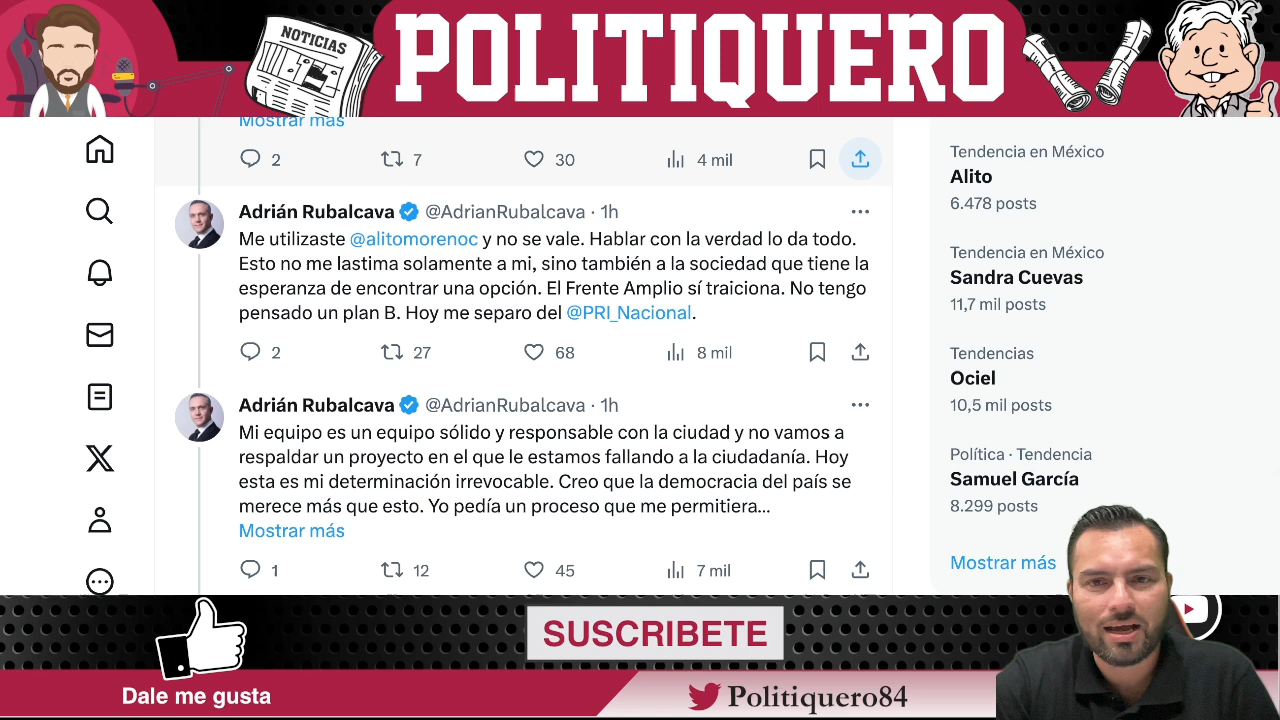 NOTICIAS
POLITIQUERO
Mostrar más
2 7 30 4 mil
Adrián Rubalcava @AdrianRubalcava · 1h
Me utilizaste @alitomorenoc y no se vale. Hablar con la verdad lo da todo.
Esto no me lastima solamente a mi, sino también a la sociedad que tiene la
esperanza de encontrar una opción. El Frente Amplio sí traiciona. No tengo
pensado un plan B. Hoy me separo del @PRI_Nacional.
2 27 68 8 mil
Adrián Rubalcava @AdrianRubalcava · 1h
Mi equipo es un equipo sólido y responsable con la ciudad y no vamos a
respaldar un proyecto en el que le estamos fallando a la ciudadanía. Hoy
esta es mi determinación irrevocable. Creo que la democracia del país se
merece más que esto. Yo pedía un proceso que me permitiera...
Mostrar más
1 12 45 7 mil
Tendencia en México
Alito
6.478 posts
Tendencia en México
Sandra Cuevas
11,7 mil posts
Tendencias
Ociel
10,5 mil posts
Política · Tendencia
Samuel García
8.299 posts
Mostrar más
SUSCRIBETE
Dale me gusta
Politiquero84